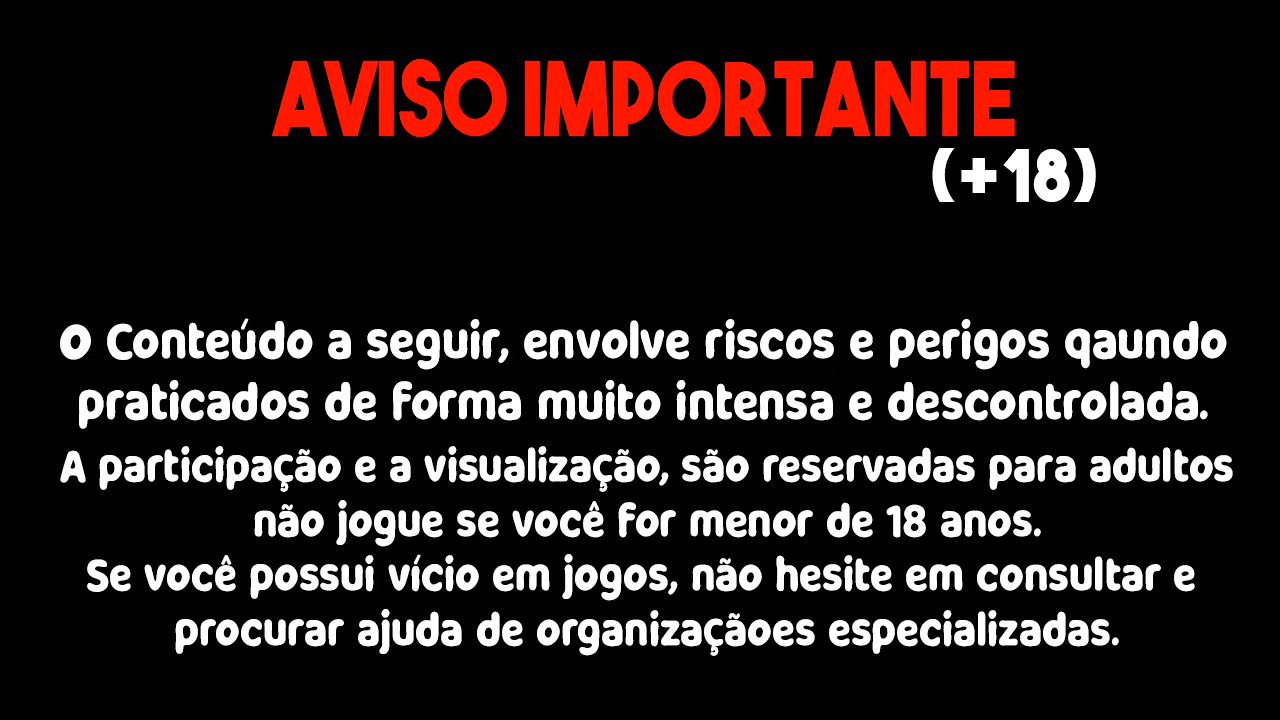 AVISO IMPORTANTE
(+18)
O Conteúdo a seguir, envolve riscos e perigos qaundo
praticados de forma muito intensa e descontrolada.
A participação e a visualização, são reservadas para adultos
não jogue se você for menor de 18 anos.
Se você possui vício em jogos, não hesite em consultar e
procurar ajuda de organizaçãoes especializadas.